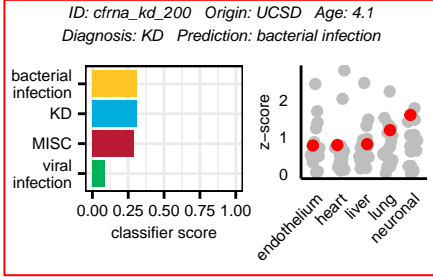 ID: cfrna_kd_200 Origin: UCSD Age: 4.1
Diagnosis: KD Prediction: bacterial infection
bacterial
infection
KD
MISC
viral
infection
0.00 0.25 0.50 0.75 1.00
classifier score
z-score
2
1
0
endothelium
heart
liver
lung
neuronal